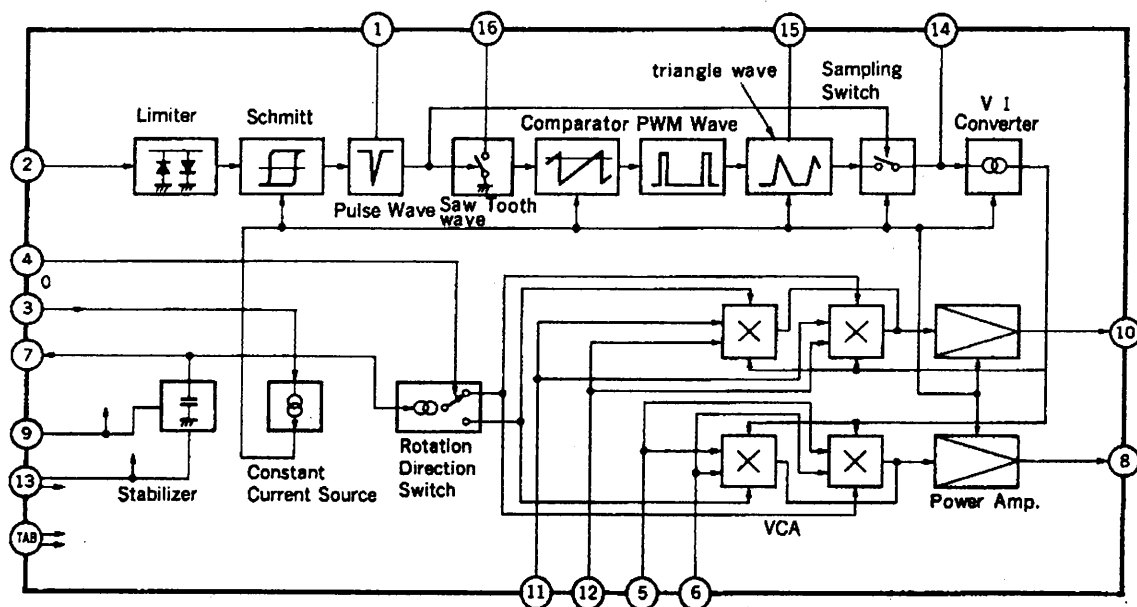 1
16
15
14
triangle wave
Sampling
Switch
Limiter
Schmitt
Comparator PWM Wave
V I
Converter
2
Pulse Wave
Saw Tooth
wave
4
O
3
7
10
9
13
Stabilizer
Constant
Current Source
Rotation
Direction
Switch
8
Power Amp.
VCA
TAB
11
12
5
6